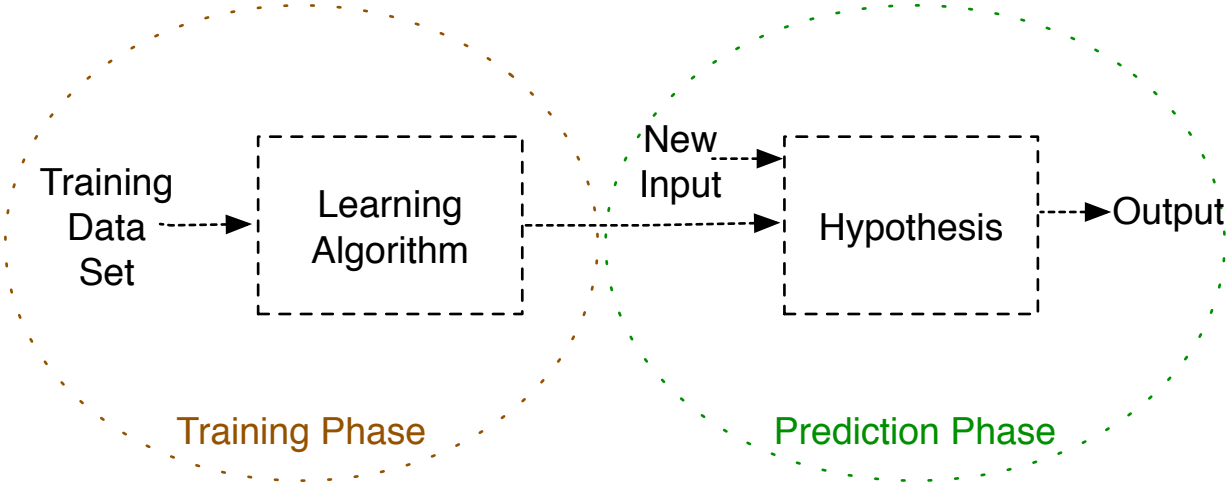 Training
Data
Set
Learning
Algorithm
New
Input
Hypothesis
Output
Training Phase
Prediction Phase